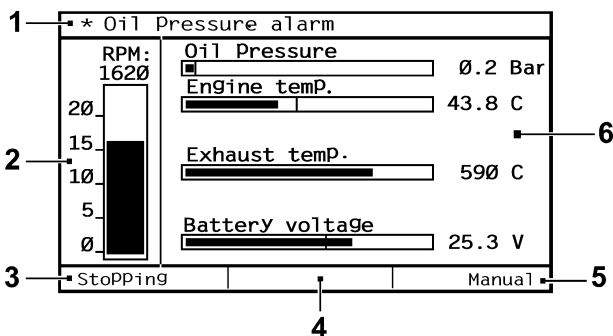 1 * Oil Pressure alarm
RPM:
1620
20
15
10
5
0
Oil Pressure
0.2 Bar
Engine temp.
43.8 C
Exhaust temp.
590 C
Battery voltage
25.3 V
2
6
3 Stopping
Manual 5
4